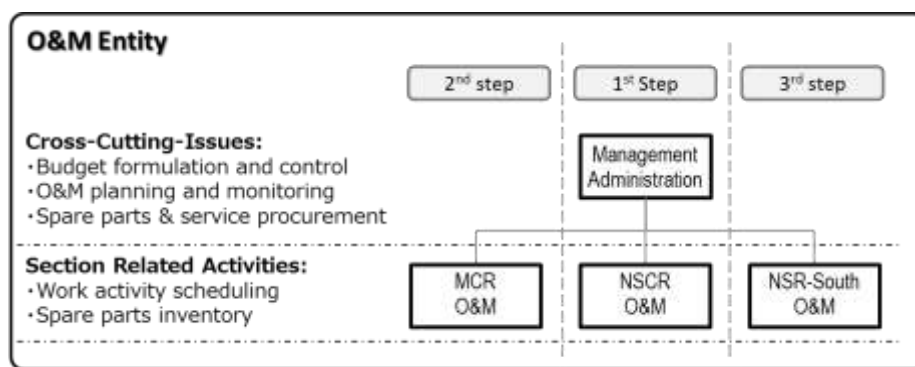 O&M Entity
2nd step
1st Step
3rd step
Cross-Cutting-Issues:
・Budget formulation and control
・O&M planning and monitoring
・Spare parts & service procurement
Management
Administration
Section Related Activities:
・Work activity scheduling
・Spare parts inventory
MCR
O&M
NSCR
O&M
NSR-South
O&M